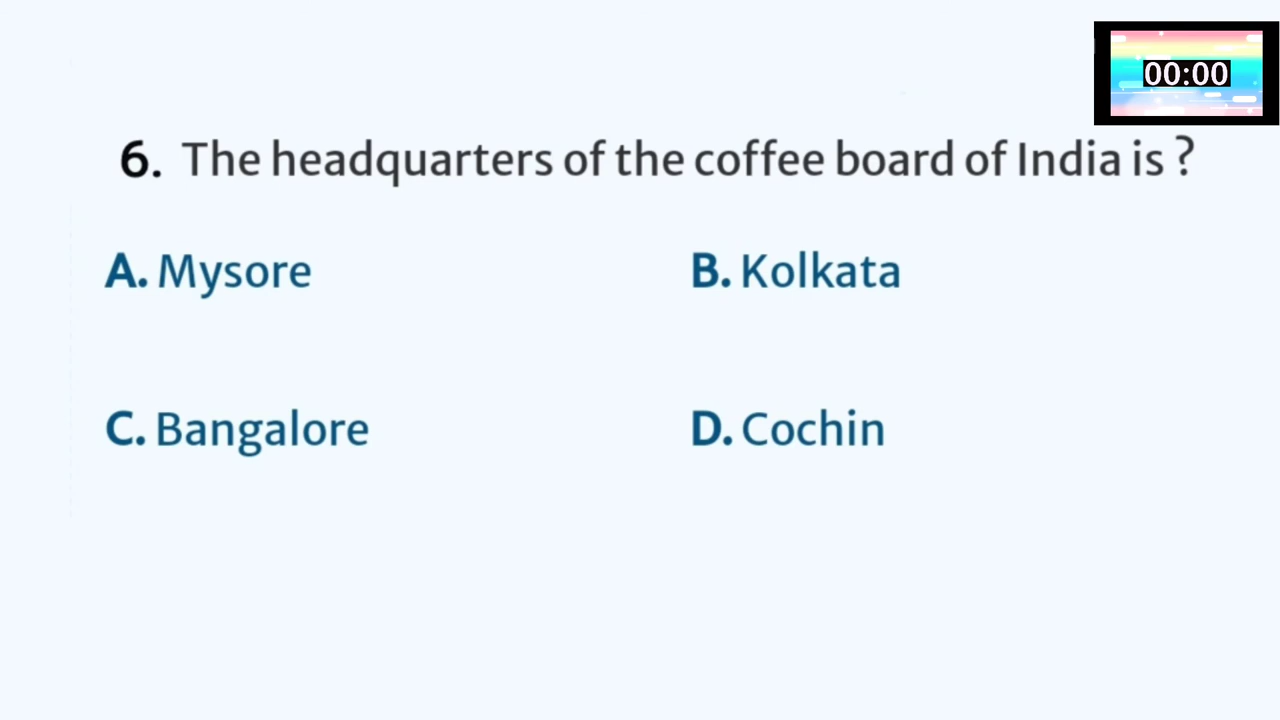 00:00
6. The headquarters of the coffee board of India is ?
A. Mysore
B. Kolkata
C. Bangalore
D. Cochin